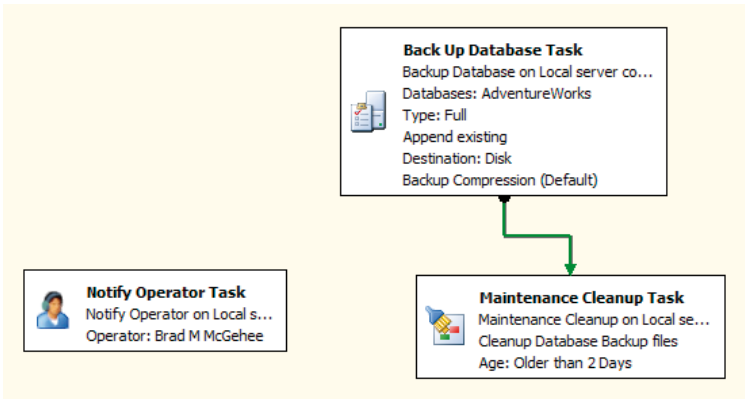 Back Up Database Task
Backup Database on Local server co...
Databases: AdventureWorks
Type: Full
Append existing
Destination: Disk
Backup Compression (Default)
Notify Operator Task
Notify Operator on Local s...
Operator: Brad M McGehee
Maintenance Cleanup Task
Maintenance Cleanup on Local se...
Cleanup Database Backup files
Age: Older than 2 Days